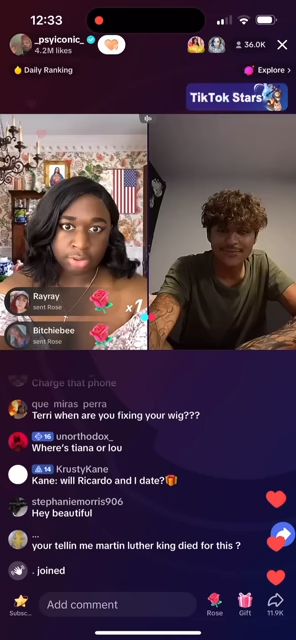 12:33
_psyiconic_
4.2M likes
36.0K
Daily Ranking
Explore >
TikTok Stars
Rayray
sent Rose
x1
Bitchiebee
sent Rose
Charge that phone
que_miras_perra
Terri when are you fixing your wig???
16 unorthodox_
Where's tiana or lou
14 KrustyKane
Kane: will Ricardo and I date?🎁
stephaniemorris906
Hey beautiful
...
your tellin me martin luther king died for this ?
. joined
Subsc...
Add comment
Rose
Gift
11.9K